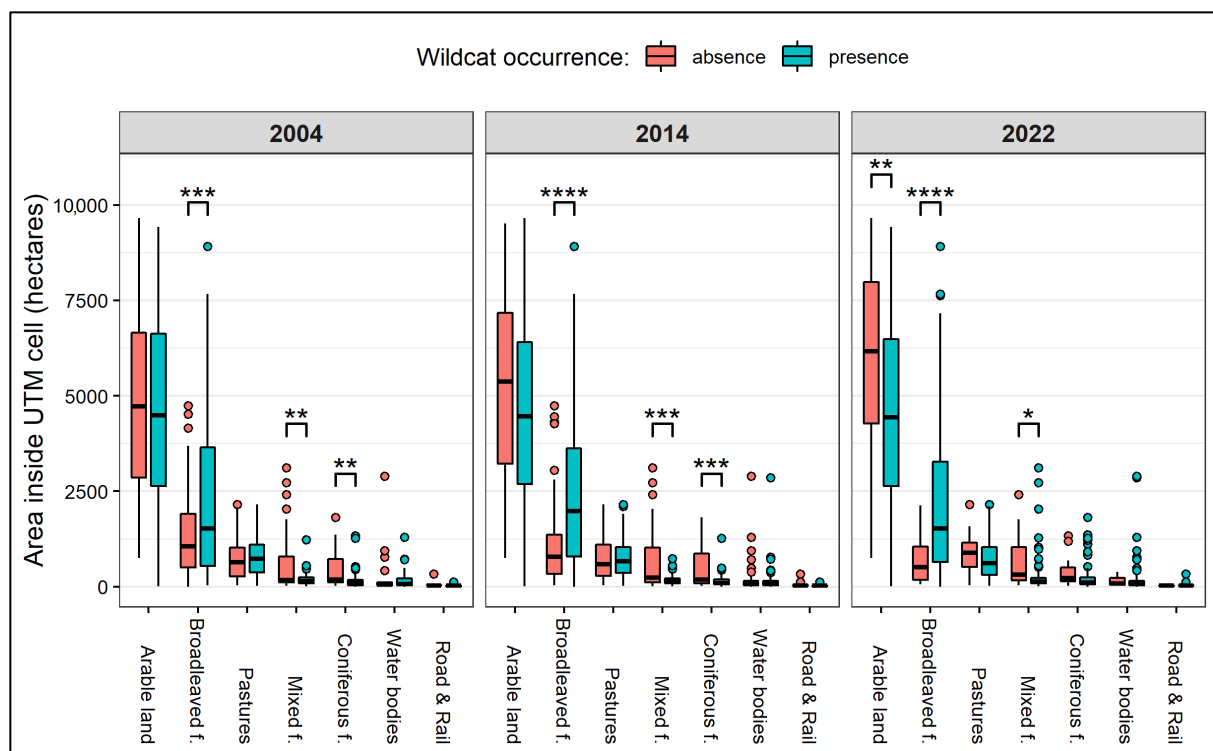 Wildcat occurrence: absence presence
2004 2014 2022
Area inside UTM cell (hectares)
** 
*** **** ****
10,000
7500
5000
** *** *
** ***
2500
0
Arable land Broadleaved f. Pastures Mixed f. Coniferous f. Water bodies Road & Rail Arable land Broadleaved f. Pastures Mixed f. Coniferous f. Water bodies Road & Rail Arable land Broadleaved f. Pastures Mixed f. Coniferous f. Water bodies Road & Rail